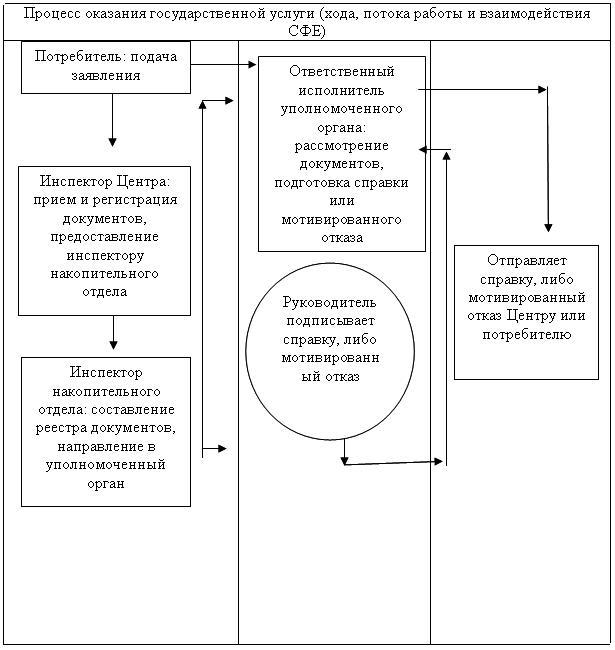 Процесс оказания государственной услуги (хода, потока работы и взаимодействия
СФЕ)
Потребитель: подача
заявления
Инспектор Центра:
прием и регистрация
документов,
предоставление
инспектору
накопительного
отдела
Инспектор
накопительного
отдела: составление
реестра документов,
направление в
уполномоченный
орган
Ответственный
исполнитель
уполномоченного
органа:
рассмотрение
документов,
подготовка справки
или
мотивированного
отказа
Руководитель
подписывает
справку, либо
мотивированн
ый отказ
Отправляет
справку, либо
мотивированный
отказ Центру или
потребителю